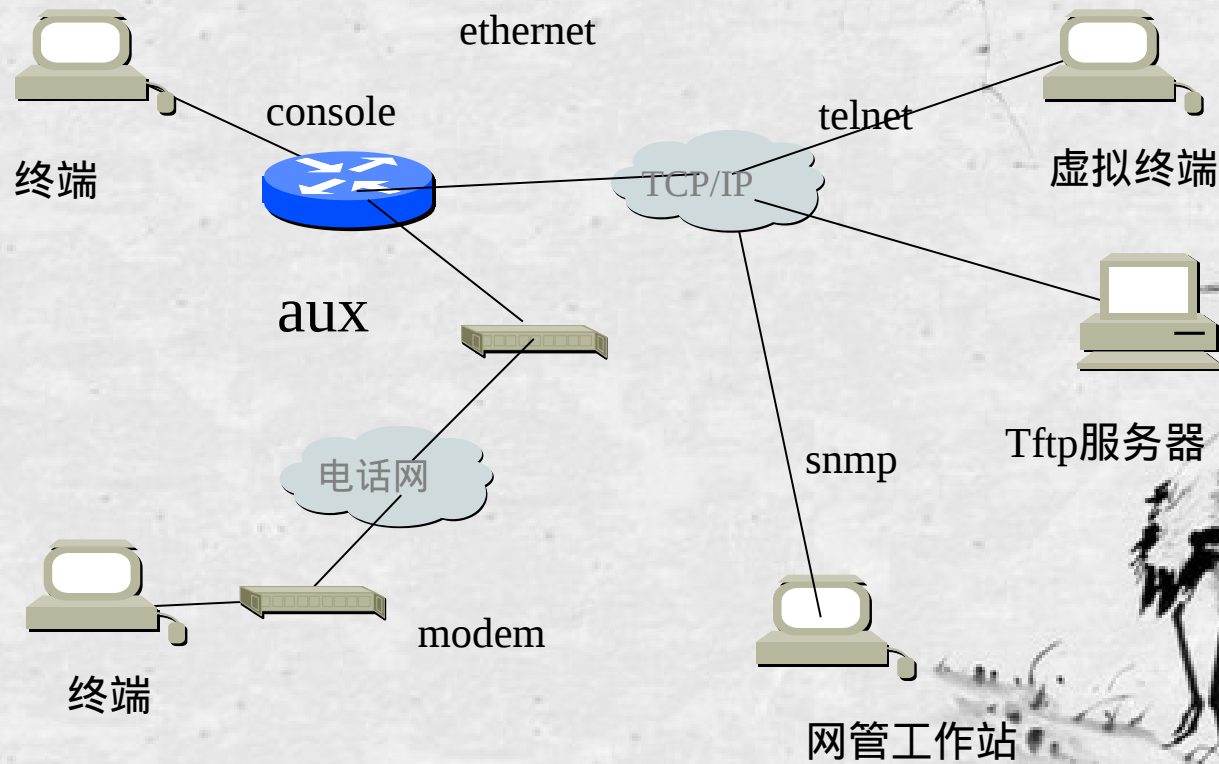 ethernet
console
telnet
终端
虚拟终端
TCP/IP
aux
Tftp服务器
snmp
电话网
modem
终端
网管工作站